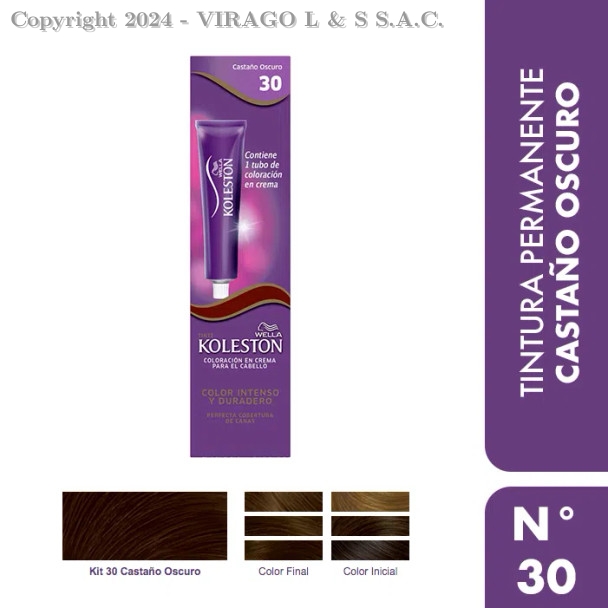 Copyright 2024 - VIRAGO L & S S.A.C.
Castaño Oscuro
30
Contiene
1 tubo de
coloración
en crema
WELLA
KOLESTON
WELLA
TINTE
KOLESTON
COLORACIÓN EN CREMA
PARA EL CABELLO
COLOR INTENSO
Y DURADERO
PERFECTA COBERTURA
DE CANAS
TINTURA PERMANENTE
CASTAÑO OSCURO
N°
30
Kit 30 Castaño Oscuro
Color Final
Color Inicial